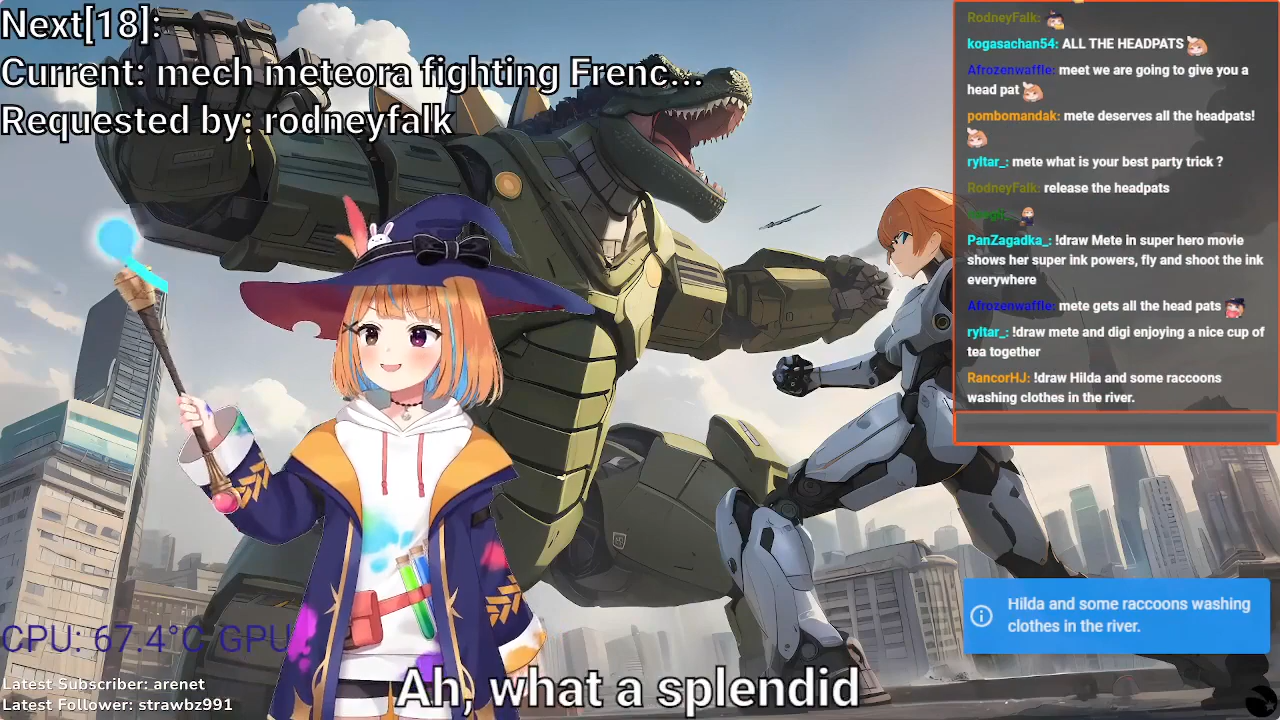 Next[18]:
Current: mech meteora fighting Frenc...
Requested by: rodneyfalk
RodneyFalk:
kogasachan54: ALL THE HEADPATS
Afrozenwaffle: meet we are going to give you a
head pat
pombomandak: mete deserves all the headpats!
ryltar_: mete what is your best party trick ?
RodneyFalk: release the headpats
PanZagadka_: !draw Mete in super hero movie
shows her super ink powers, fly and shoot the ink
everywhere
Afrozenwaffle: mete gets all the head pats
ryltar_: !draw mete and digi enjoying a nice cup of
tea together
RancorHJ: !draw Hilda and some raccoons
washing clothes in the river.
Hilda and some raccoons washing
clothes in the river.
CPU: 67.4°C GPU
Latest Subscriber: arenet
Latest Follower: strawbz991
Ah, what a splendid